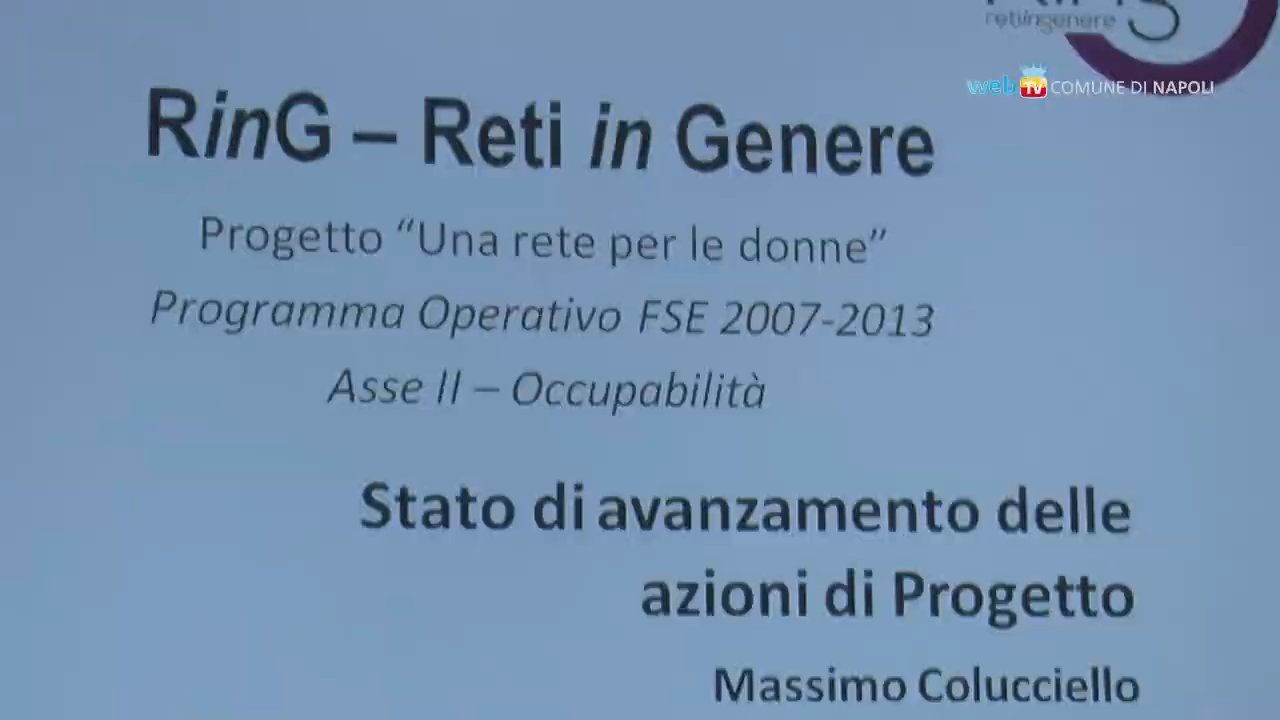 retiingenere
web TV COMUNE DI NAPOLI
RinG – Reti in Genere
Progetto “Una rete per le donne”
Programma Operativo FSE 2007-2013
Asse II – Occupabilità
Stato di avanzamento delle
azioni di Progetto
Massimo Colucciello